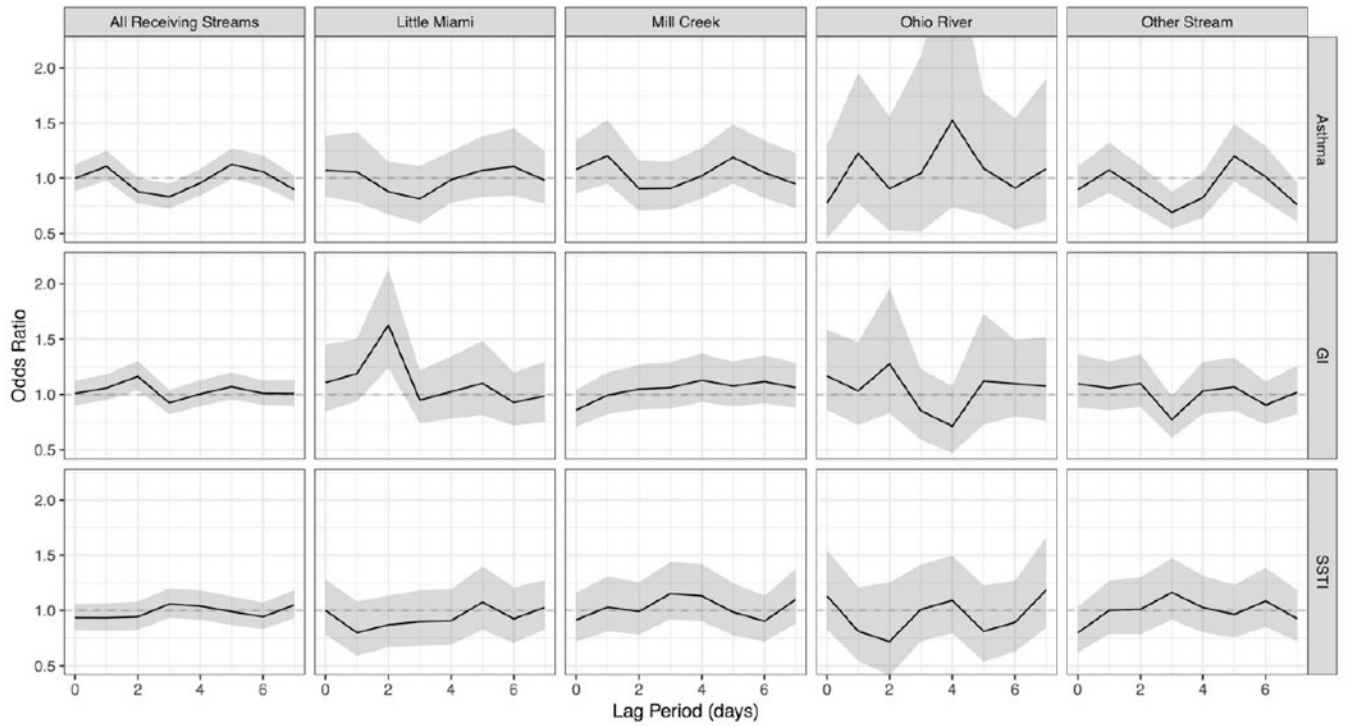 All Receiving Streams Little Miami Mill Creek Ohio River Other Stream
2.0
1.5
1.0
0.5
Asthma
2.0
1.5
1.0
0.5
GI
Odds Ratio
2.0
1.5
1.0
0.5
SSTI
0 2 4 6 0 2 4 6 0 2 4 6 0 2 4 6 0 2 4 6
Lag Period (days)